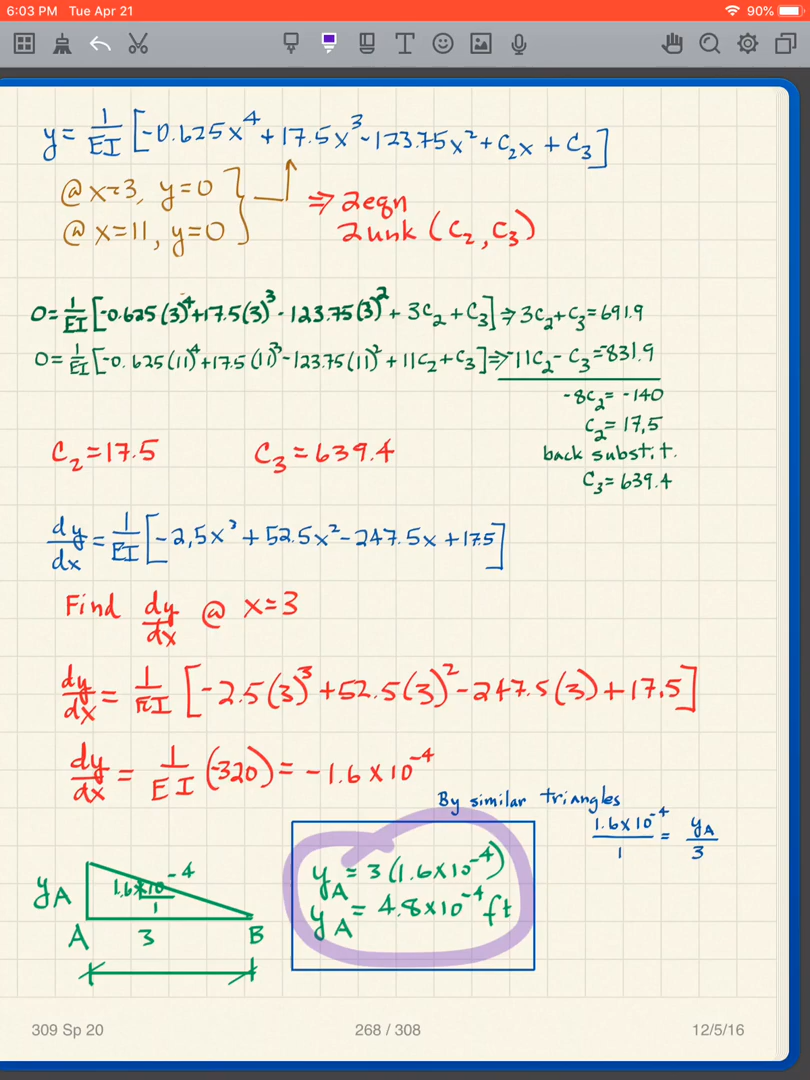 6:03 PM Tue Apr 21 90%
y = 1/EI [-0.625x⁴ + 17.5x³ - 123.75x² + C₂x + C₃]
@ x=3, y=0
@ x=11, y=0
⇒ 2eqn
2unk (C₂, C₃)
0 = 1/EI [-0.625(3)⁴ + 17.5(3)³ - 123.75(3)² + 3C₂ + C₃] ⇒ 3C₂ + C₃ = 691.9
0 = 1/EI [-0.625(11)⁴ + 17.5(11)³ - 123.75(11)² + 11C₂ + C₃] ⇒ -11C₂ - C₃ = -831.9
-8C₂ = -140
C₂ = 17.5
back substit.
C₃ = 639.4
C₂ = 17.5 C₃ = 639.4
dy/dx = 1/EI [-2.5x³ + 52.5x² - 247.5x + 17.5]
Find dy/dx @ x=3
dy/dx = 1/EI [-2.5(3)³ + 52.5(3)² - 247.5(3) + 17.5]
dy/dx = 1/EI (-320) = -1.6 x 10⁻⁴
By similar triangles
1.6x10⁻⁴/1 = yA/3
yA 1.6x10⁻⁴/1
A 3 B
yA = 3(1.6x10⁻⁴)
yA = 4.8x10⁻⁴ ft
309 Sp 20 268 / 308 12/5/16